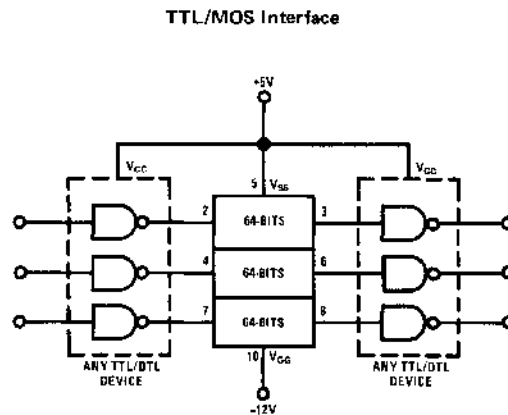 TTL/MOS Interface
+5V
VCC
VCC
5 VSS
2 64-BITS 3
4 64-BITS 6
7 64-BITS 8
10 VGG
ANY TTL/DTL
DEVICE
ANY TTL/DTL
DEVICE
-12V